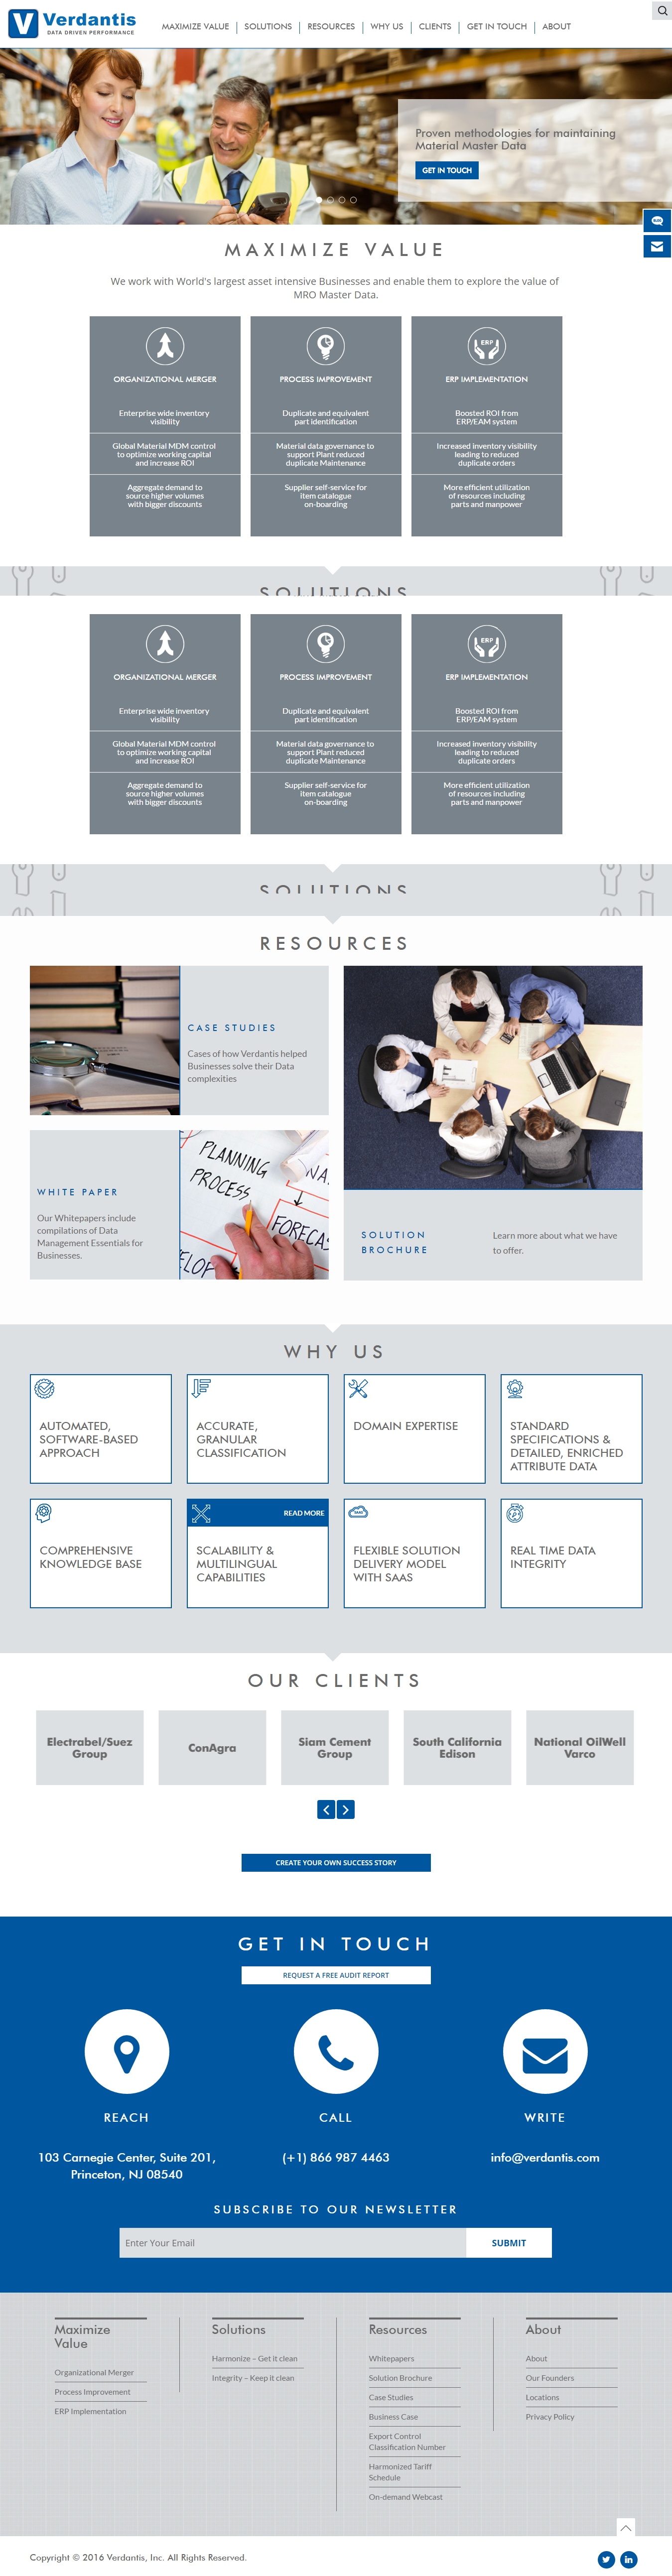 Verdantis
DATA DRIVEN PERFORMANCE
MAXIMIZE VALUE
SOLUTIONS
RESOURCES
WHY US
CLIENTS
GET IN TOUCH
ABOUT
Proven methodologies for maintaining
Material Master Data
GET IN TOUCH
MAXIMIZE VALUE
We work with World's largest asset intensive Businesses and enable them to explore the value of
MRO Master Data.
ORGANIZATIONAL MERGER
Enterprise wide inventory
visibility
Global Material MDM control
to optimize working capital
and increase ROI
Aggregate demand to
source higher volumes
with bigger discounts
PROCESS IMPROVEMENT
Duplicate and equivalent
part identification
Material data governance to
support Plant reduced
duplicate Maintenance
Supplier self-service for
item catalogue
on-boarding
ERP
ERP IMPLEMENTATION
Boosted ROI from
ERP/EAM system
Increased inventory visibility
leading to reduced
duplicate orders
More efficient utilization
of resources including
parts and manpower
SOLUTIONS
ORGANIZATIONAL MERGER
Enterprise wide inventory
visibility
Global Material MDM control
to optimize working capital
and increase ROI
Aggregate demand to
source higher volumes
with bigger discounts
PROCESS IMPROVEMENT
Duplicate and equivalent
part identification
Material data governance to
support Plant reduced
duplicate Maintenance
Supplier self-service for
item catalogue
on-boarding
ERP
ERP IMPLEMENTATION
Boosted ROI from
ERP/EAM system
Increased inventory visibility
leading to reduced
duplicate orders
More efficient utilization
of resources including
parts and manpower
SOLUTIONS
RESOURCES
CASE STUDIES
Cases of how Verdantis helped
Businesses solve their Data
complexities
WHITE PAPER
Our Whitepapers include
compilations of Data
Management Essentials for
Businesses.
PLANNING
PROCESS
FORECAS
ELOP
SOLUTION
BROCHURE
Learn more about what we have
to offer.
WHY US
AUTOMATED,
SOFTWARE-BASED
APPROACH
ACCURATE,
GRANULAR
CLASSIFICATION
DOMAIN EXPERTISE
STANDARD
SPECIFICATIONS &
DETAILED, ENRICHED
ATTRIBUTE DATA
COMPREHENSIVE
KNOWLEDGE BASE
READ MORE
SCALABILITY &
MULTILINGUAL
CAPABILITIES
FLEXIBLE SOLUTION
DELIVERY MODEL
WITH SAAS
REAL TIME DATA
INTEGRITY
OUR CLIENTS
Electrabel/Suez
Group
ConAgra
Siam Cement
Group
South California
Edison
National OilWell
Varco
CREATE YOUR OWN SUCCESS STORY
GET IN TOUCH
REQUEST A FREE AUDIT REPORT
REACH
103 Carnegie Center, Suite 201,
Princeton, NJ 08540
CALL
(+1) 866 987 4463
WRITE
info@verdantis.com
SUBSCRIBE TO OUR NEWSLETTER
Enter Your Email
SUBMIT
Maximize
Value
Organizational Merger
Process Improvement
ERP Implementation
Solutions
Harmonize – Get it clean
Integrity – Keep it clean
Resources
Whitepapers
Solution Brochure
Case Studies
Business Case
Export Control
Classification Number
Harmonized Tariff
Schedule
On-demand Webcast
About
About
Our Founders
Locations
Privacy Policy
Copyright © 2016 Verdantis, Inc. All Rights Reserved.